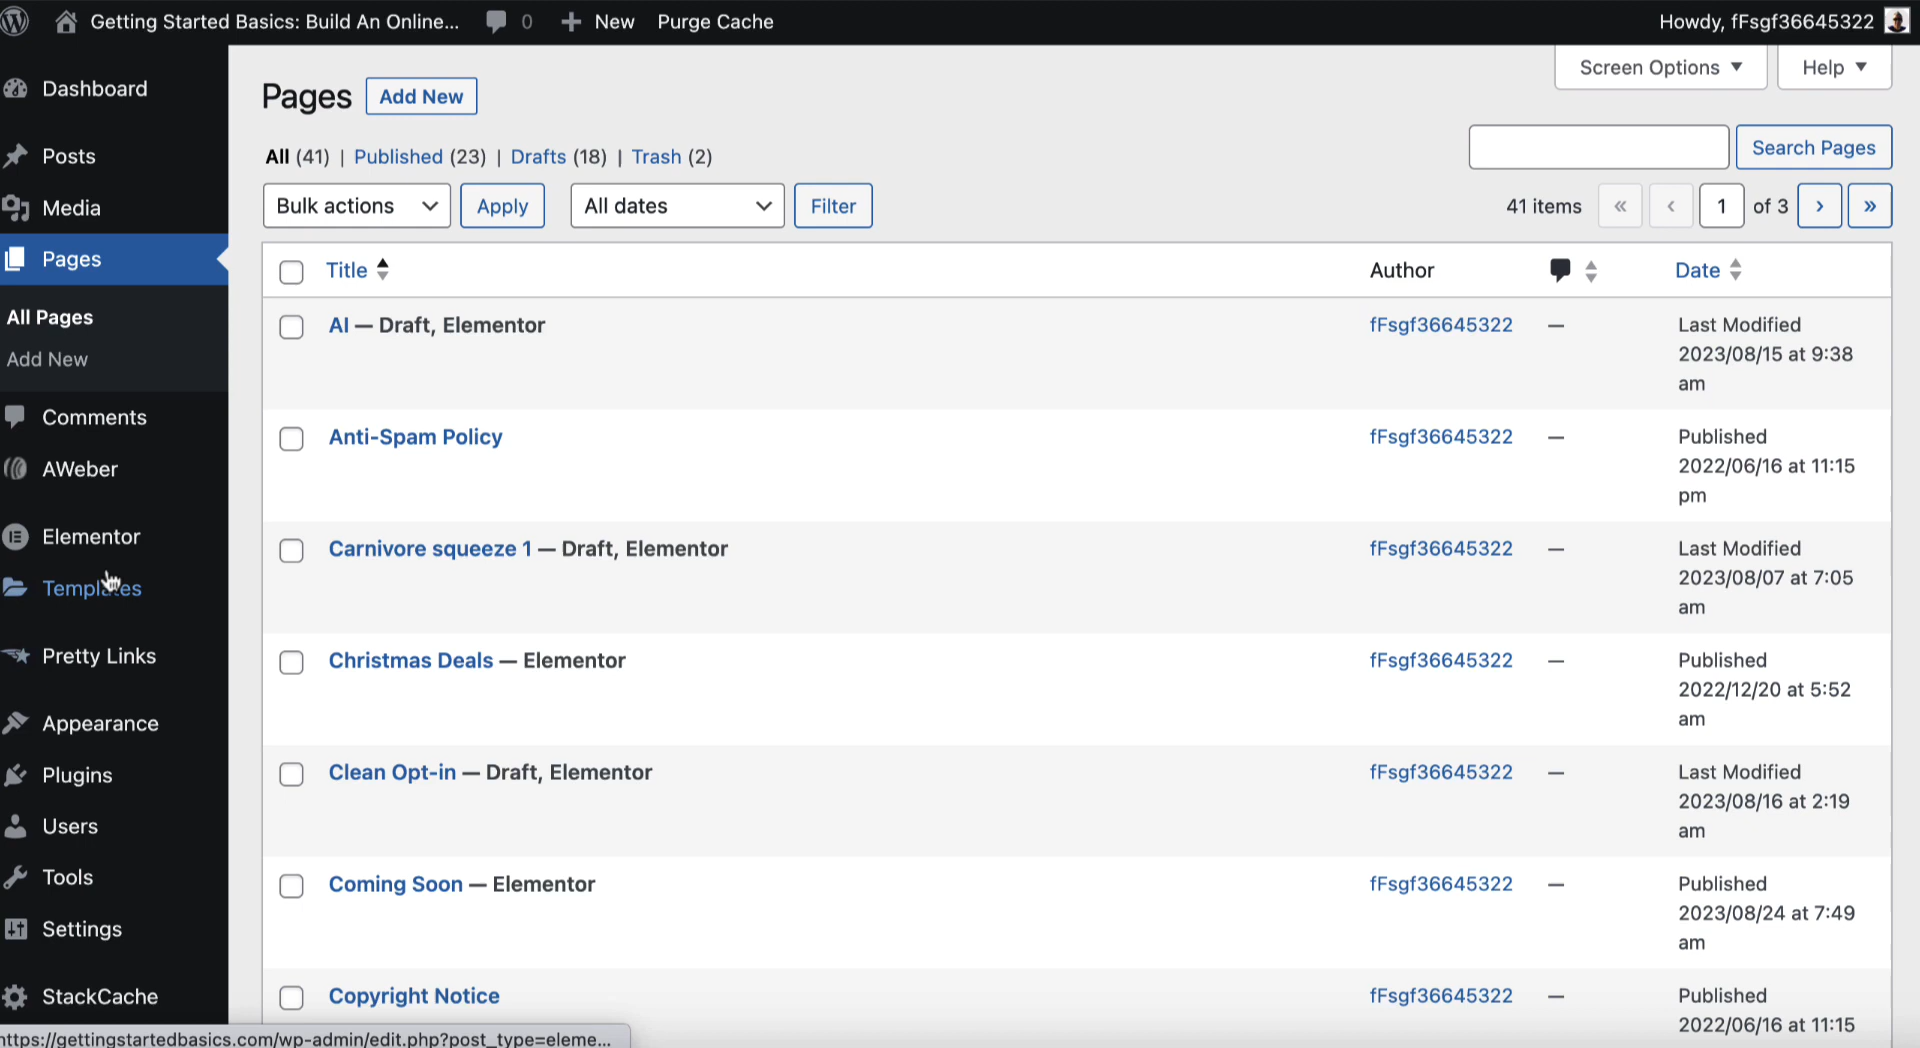 Getting Started Basics: Build An Online... 0 New Purge Cache Howdy, fFsgf36645322
Screen Options Help
Dashboard
Posts
Media
Pages
All Pages
Add New
Comments
AWeber
Elementor
Templates
Pretty Links
Appearance
Plugins
Users
Tools
Settings
StackCache
Pages Add New
All (41) | Published (23) | Drafts (18) | Trash (2)
Search Pages
Bulk actions Apply All dates Filter 41 items « ‹ 1 of 3 › »
Title Author Date
AI — Draft, Elementor fFsgf36645322 — Last Modified
2023/08/15 at 9:38
am
Anti-Spam Policy fFsgf36645322 — Published
2022/06/16 at 11:15
pm
Carnivore squeeze 1 — Draft, Elementor fFsgf36645322 — Last Modified
2023/08/07 at 7:05
am
Christmas Deals — Elementor fFsgf36645322 — Published
2022/12/20 at 5:52
am
Clean Opt-in — Draft, Elementor fFsgf36645322 — Last Modified
2023/08/16 at 2:19
am
Coming Soon — Elementor fFsgf36645322 — Published
2023/08/24 at 7:49
am
Copyright Notice fFsgf36645322 — Published
2022/06/16 at 11:15
https://gettingstartedbasics.com/wp-admin/edit.php?post_type=eleme...